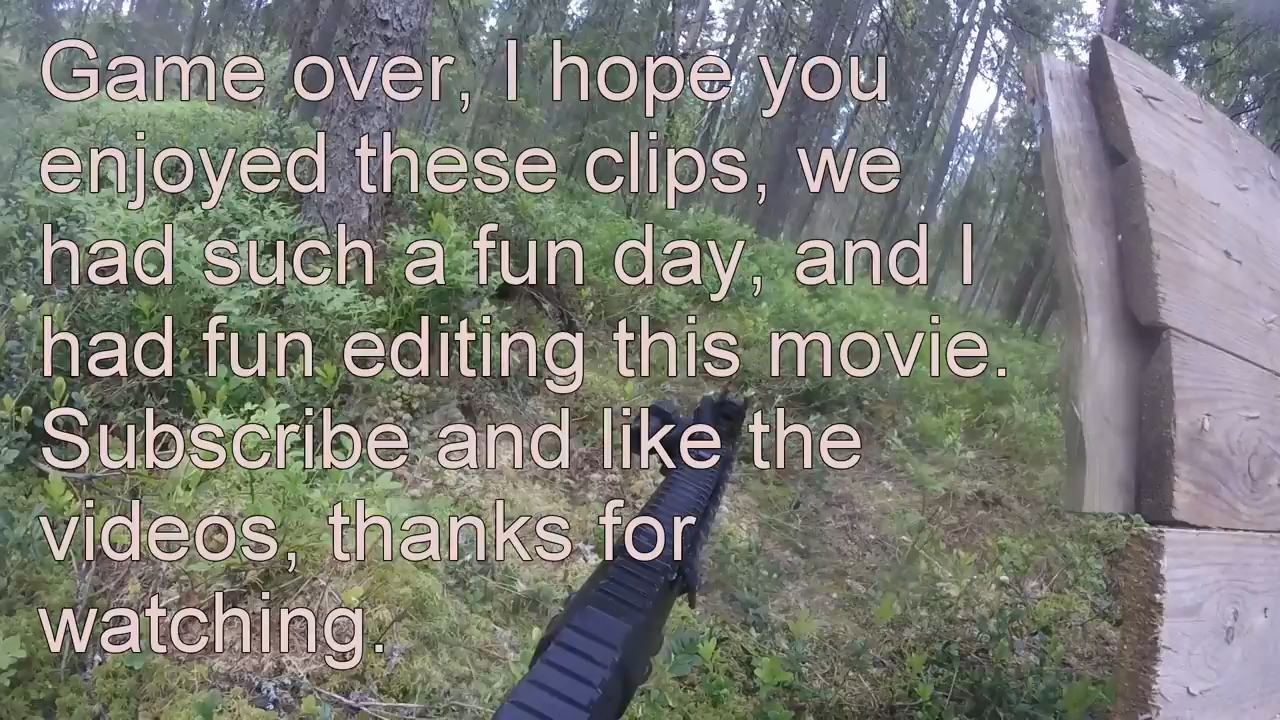 Game over, I hope you
enjoyed these clips, we
had such a fun day, and I
had fun editing this movie.
Subscribe and like the
videos, thanks for
watching.